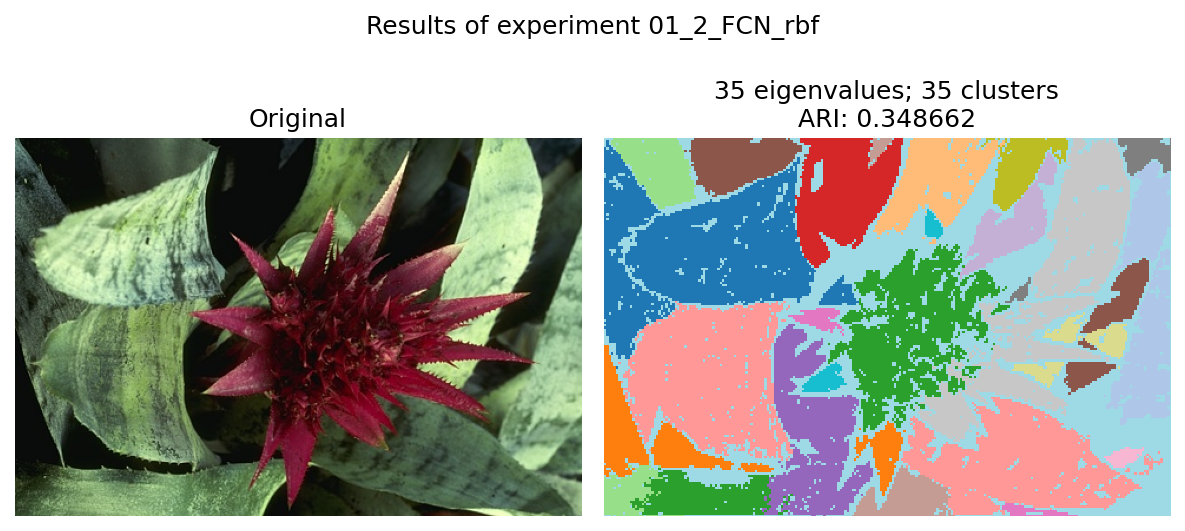 Results of experiment 01_2_FCN_rbf
Original
35 eigenvalues; 35 clusters
ARI: 0.348662